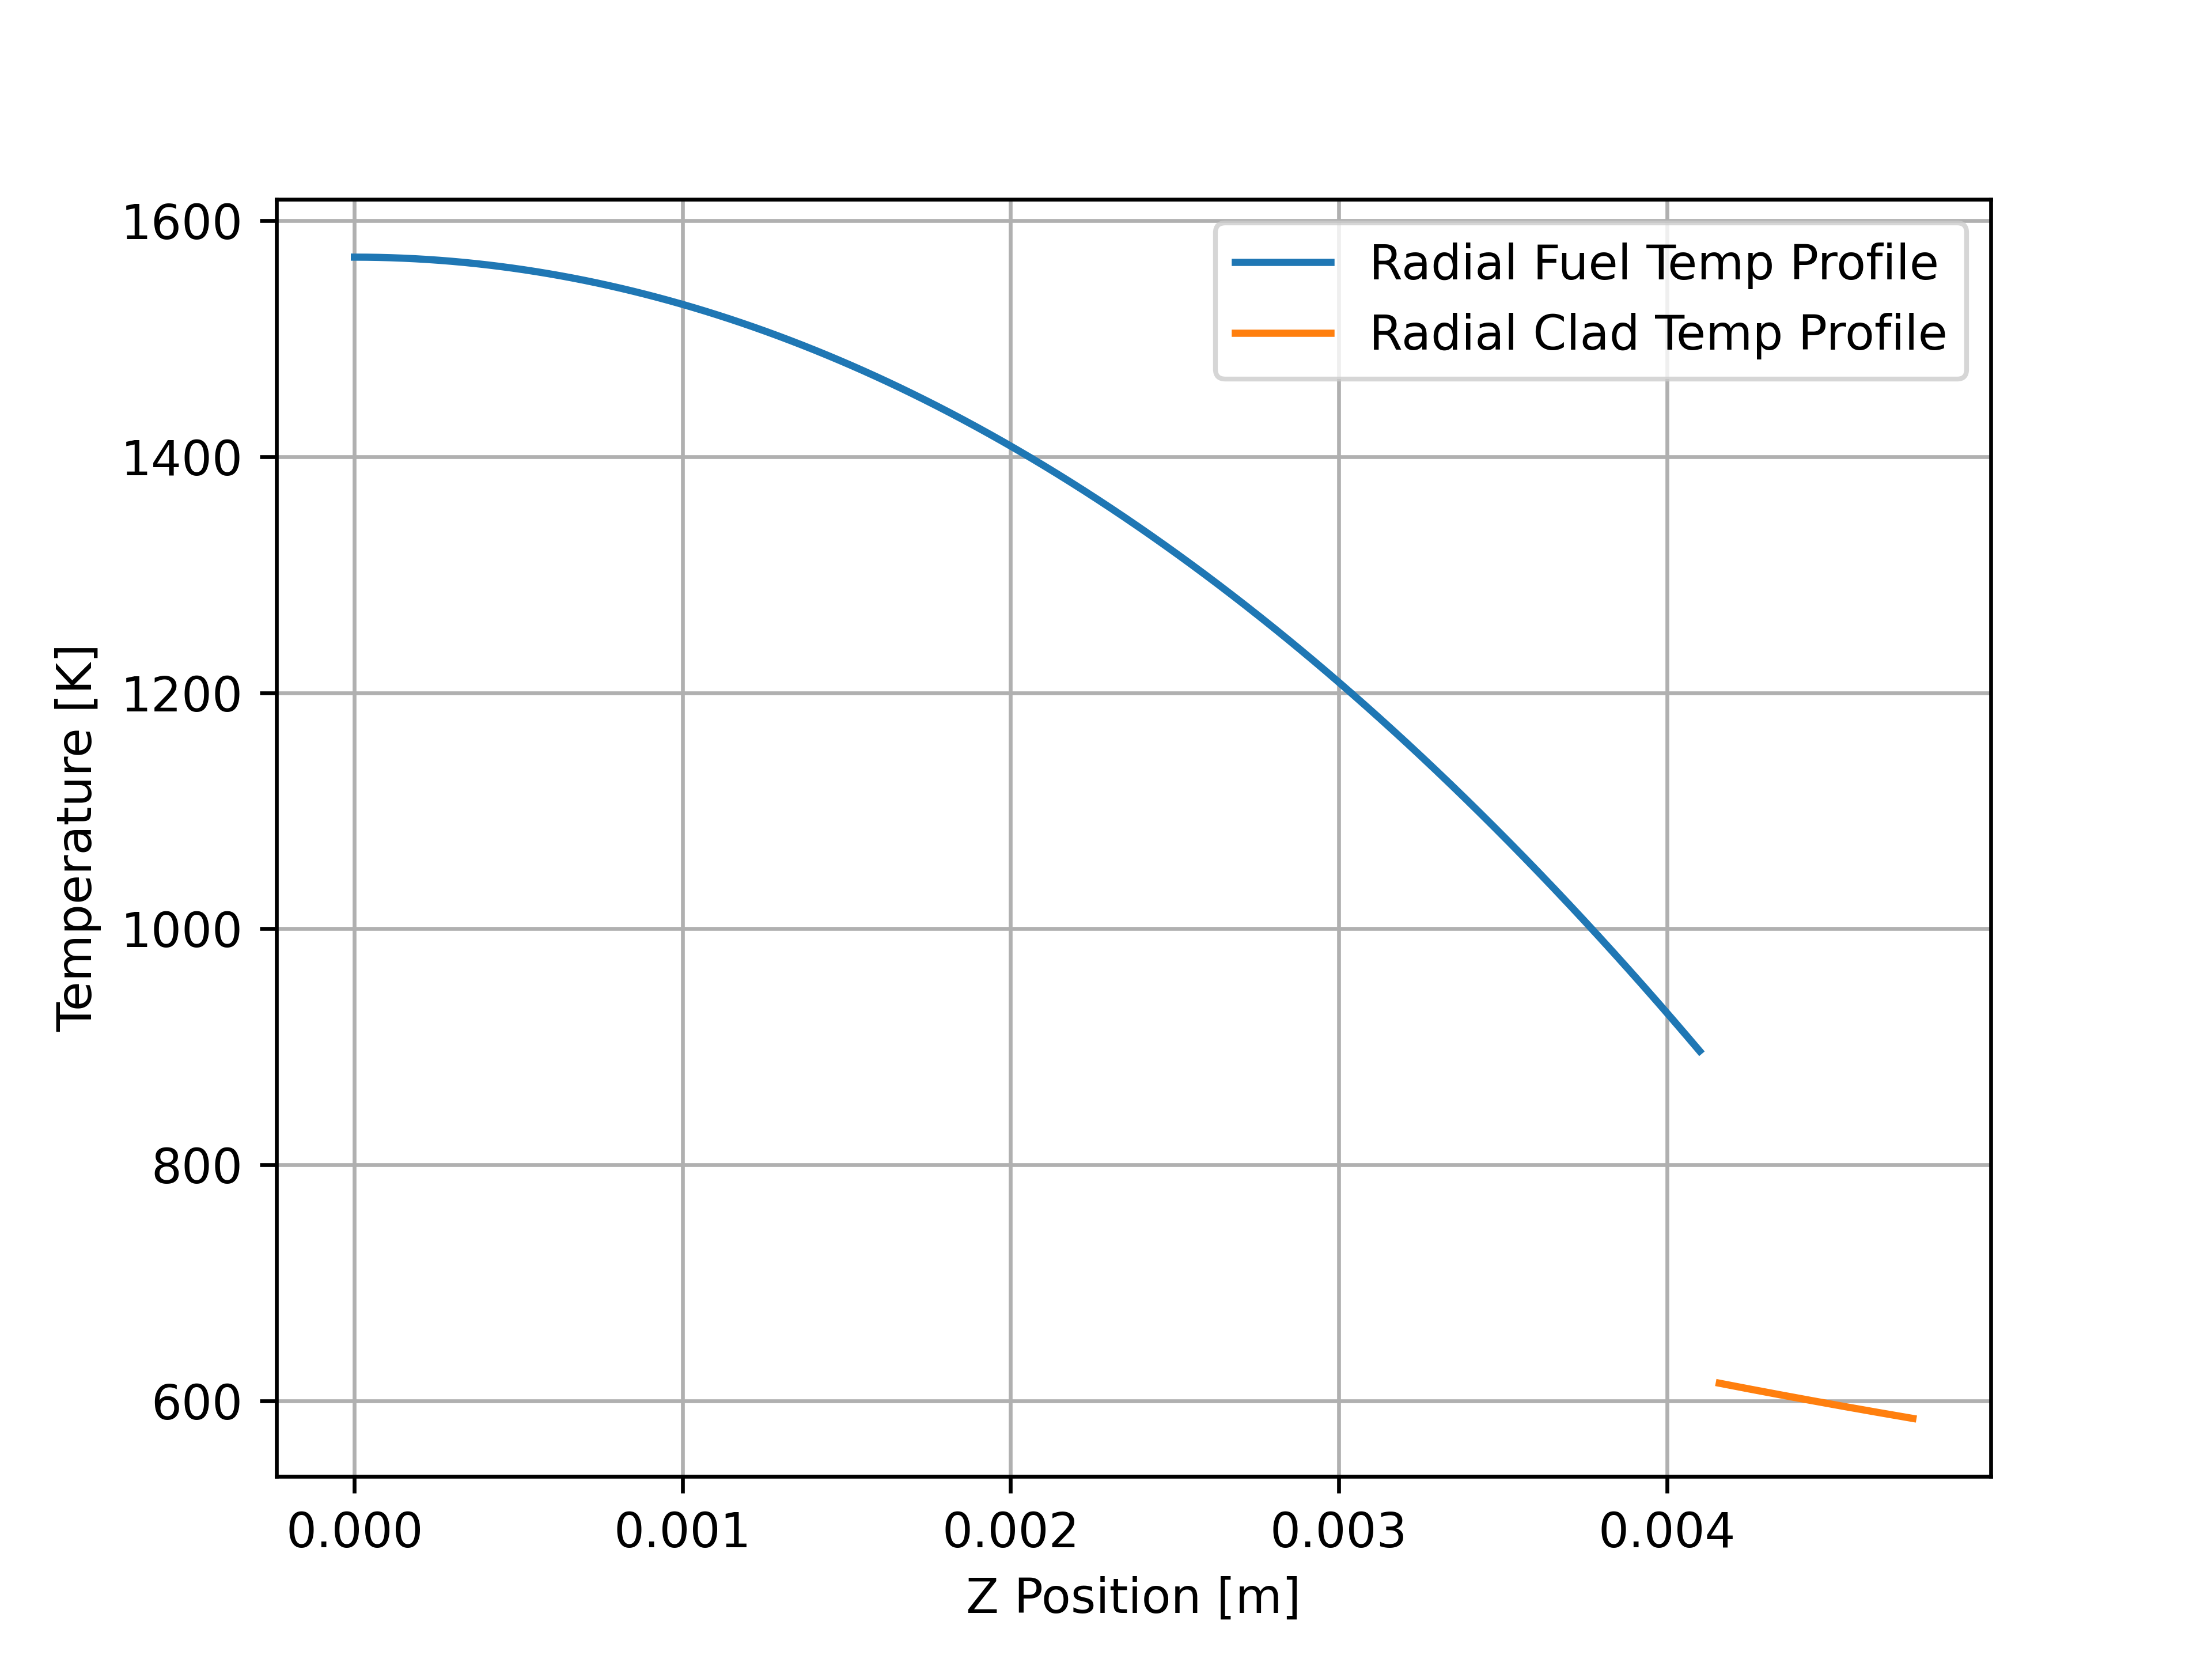 Radial Fuel Temp Profile
Radial Clad Temp Profile
1600
1400
1200
1000
800
600
Temperature [K]
0.000 0.001 0.002 0.003 0.004
Z Position [m]